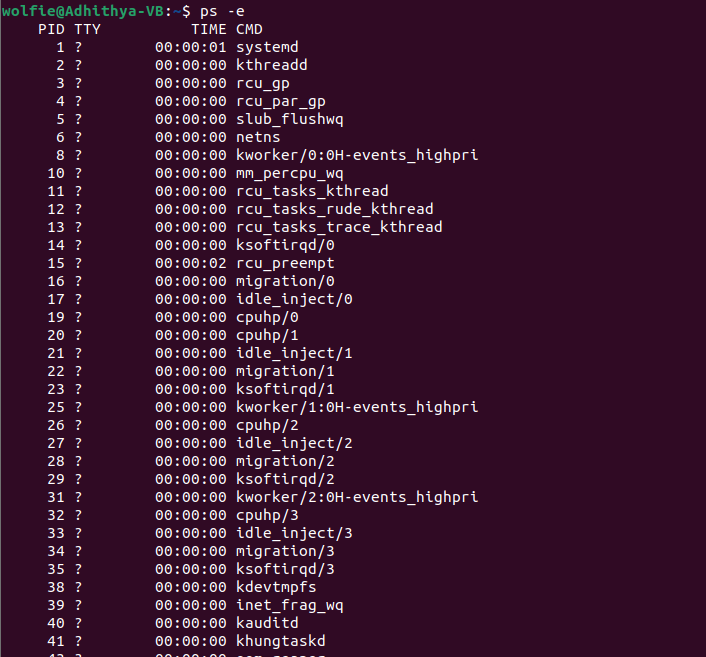 wolfie@Adhithya-VB:~$ ps -e
    PID TTY          TIME CMD
      1 ?        00:00:01 systemd
      2 ?        00:00:00 kthreadd
      3 ?        00:00:00 rcu_gp
      4 ?        00:00:00 rcu_par_gp
      5 ?        00:00:00 slub_flushwq
      6 ?        00:00:00 netns
      8 ?        00:00:00 kworker/0:0H-events_highpri
     10 ?        00:00:00 mm_percpu_wq
     11 ?        00:00:00 rcu_tasks_kthread
     12 ?        00:00:00 rcu_tasks_rude_kthread
     13 ?        00:00:00 rcu_tasks_trace_kthread
     14 ?        00:00:00 ksoftirqd/0
     15 ?        00:00:02 rcu_preempt
     16 ?        00:00:00 migration/0
     17 ?        00:00:00 idle_inject/0
     19 ?        00:00:00 cpuhp/0
     20 ?        00:00:00 cpuhp/1
     21 ?        00:00:00 idle_inject/1
     22 ?        00:00:00 migration/1
     23 ?        00:00:00 ksoftirqd/1
     25 ?        00:00:00 kworker/1:0H-events_highpri
     26 ?        00:00:00 cpuhp/2
     27 ?        00:00:00 idle_inject/2
     28 ?        00:00:00 migration/2
     29 ?        00:00:00 ksoftirqd/2
     31 ?        00:00:00 kworker/2:0H-events_highpri
     32 ?        00:00:00 cpuhp/3
     33 ?        00:00:00 idle_inject/3
     34 ?        00:00:00 migration/3
     35 ?        00:00:00 ksoftirqd/3
     38 ?        00:00:00 kdevtmpfs
     39 ?        00:00:00 inet_frag_wq
     40 ?        00:00:00 kauditd
     41 ?        00:00:00 khungtaskd